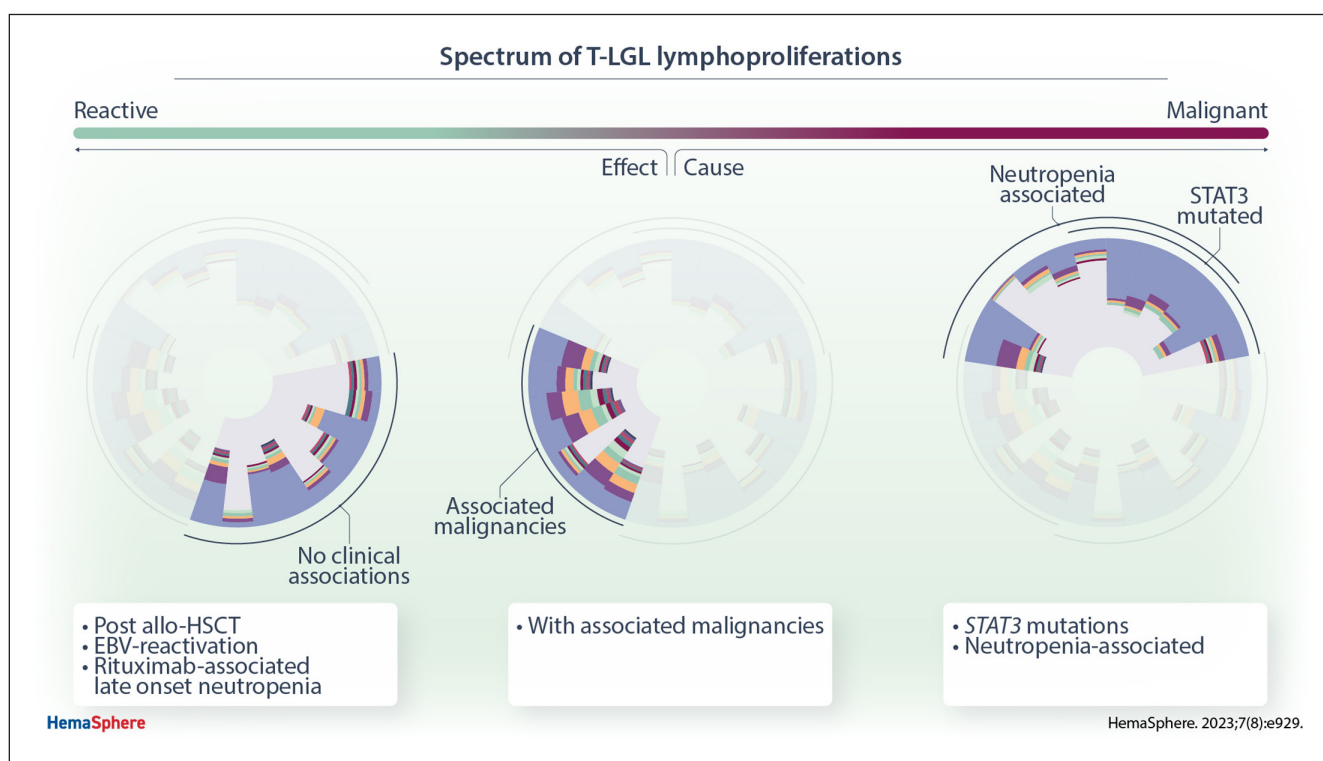 Spectrum of T-LGL lymphoproliferations
Reactive
Malignant
Effect
Cause
Neutropenia
associated
STAT3
mutated
Associated
malignancies
No clinical
associations
• Post allo-HSCT
• EBV-reactivation
• Rituximab-associated
late onset neutropenia
• With associated malignancies
• STAT3 mutations
• Neutropenia-associated
HemaSphere
HemaSphere. 2023;7(8):e929.